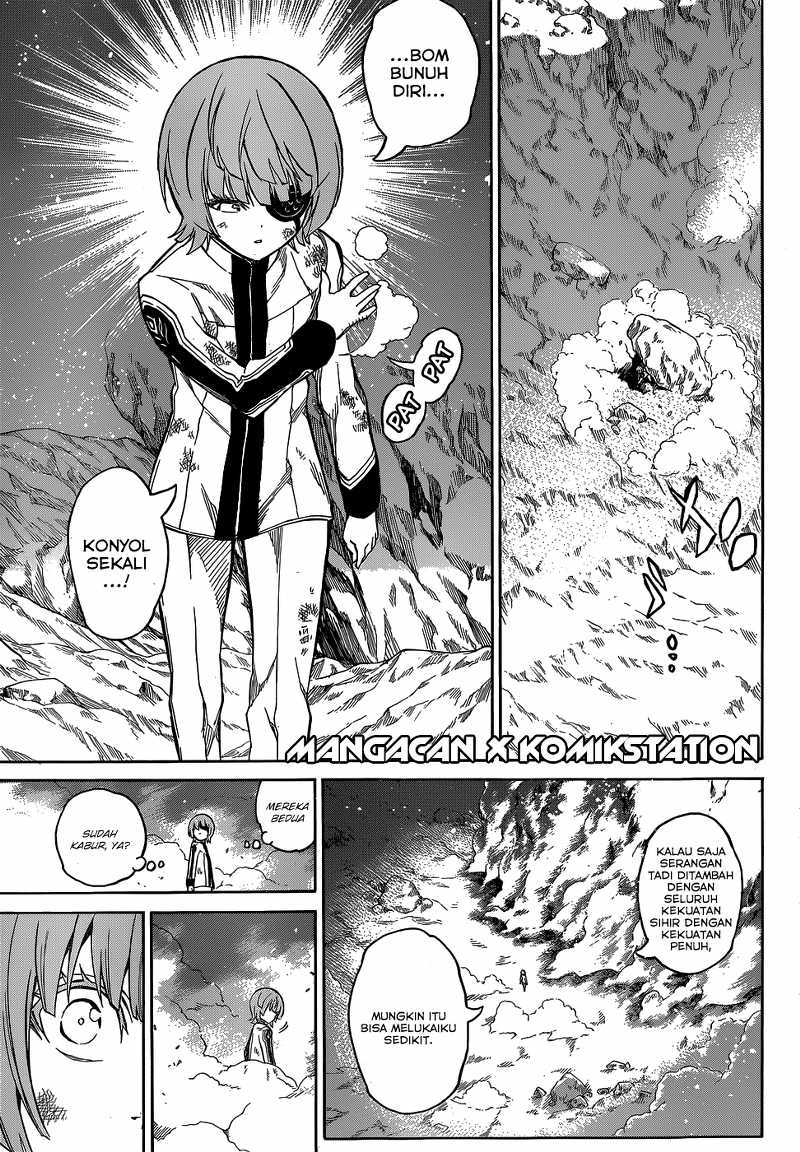 ...BOM
BUNUH
DIRI...
PAT PAT
KONYOL
SEKALI
...!
MANGACAN X KOMIKSTATION
KALAU SAJA
SERANGAN
TADI DITAMBAH
DENGAN
SELURUH
KEKUATAN
SIHIR DENGAN
KEKUATAN
PENUH,
MUNGKIN ITU
BISA MELUKAIKU
SEDIKIT.
MEREKA
BEDUA
SUDAH
KABUR, YA?